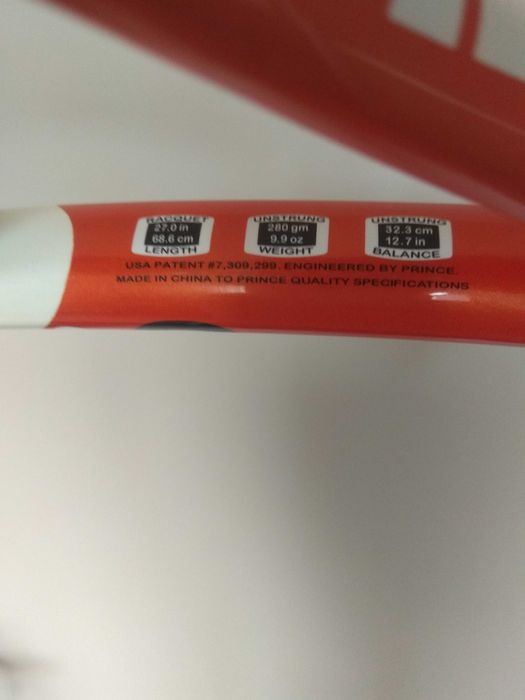 RACQUET
27.0 in
68.6 cm
LENGTH
UNSTRUNG
280 gm
9.9 oz
WEIGHT
UNSTRUNG
32.3 cm
12.7 in
BALANCE
USA PATENT #7,309,299. ENGINEERED BY PRINCE.
MADE IN CHINA TO PRINCE QUALITY SPECIFICATIONS